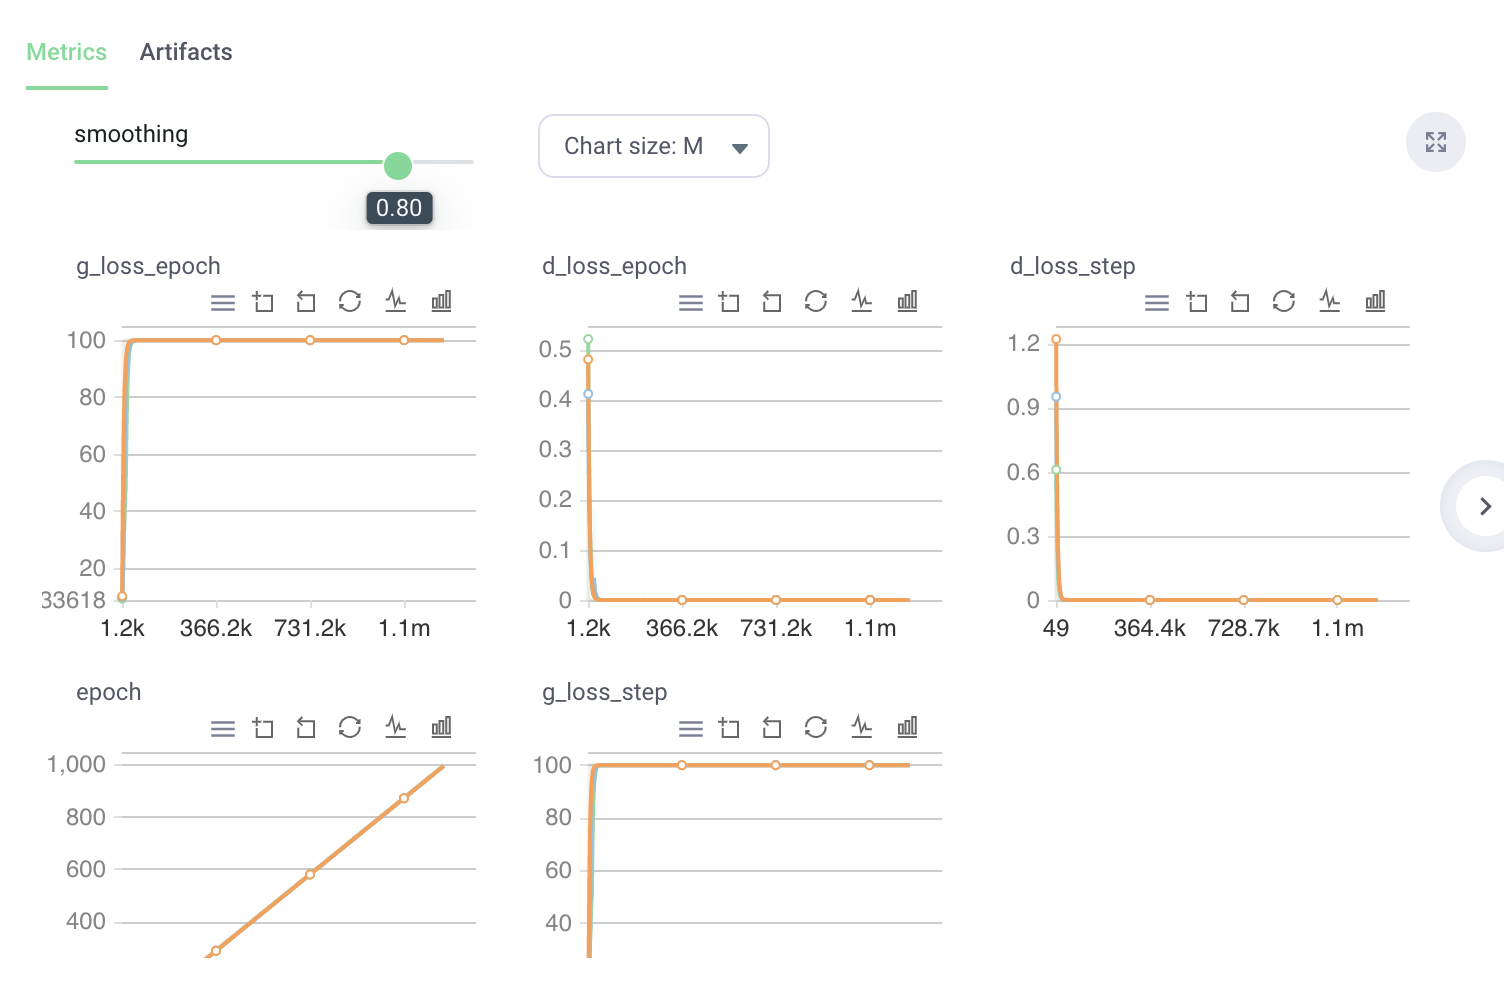 Metrics Artifacts
smoothing
Chart size: M
0.80
g_loss_epoch
100
80
60
40
20
33618
1.2k 366.2k 731.2k 1.1m
d_loss_epoch
0.5
0.4
0.3
0.2
0.1
0
1.2k 366.2k 731.2k 1.1m
d_loss_step
1.2
0.9
0.6
0.3
0
49 364.4k 728.7k 1.1m
epoch
1,000
800
600
400
g_loss_step
100
80
60
40